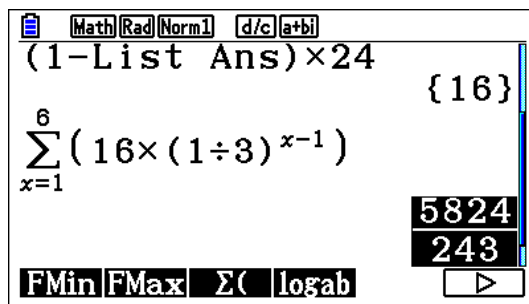 Math Rad Norm1 d/c a+bi
(1-List Ans)×24
{16}
6
∑(16×(1÷3)^x-1)
x=1
5824
243
FMin FMax Σ( logab ▷